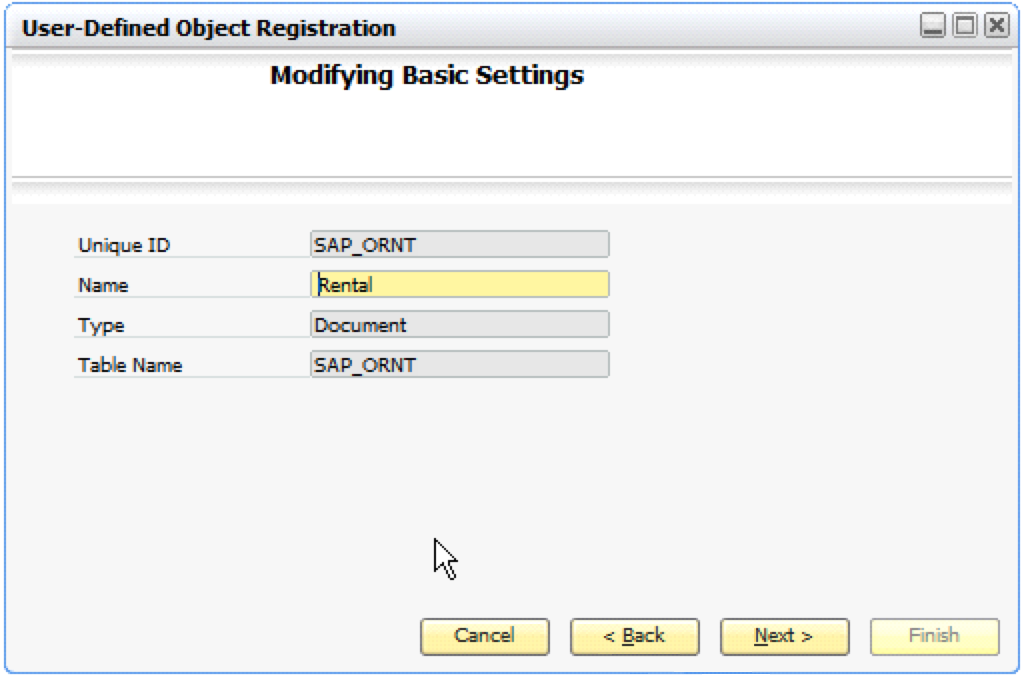 User-Defined Object Registration
Modifying Basic Settings
Unique ID SAP_ORNT
Name Rental
Type Document
Table Name SAP_ORNT
Cancel < Back Next > Finish